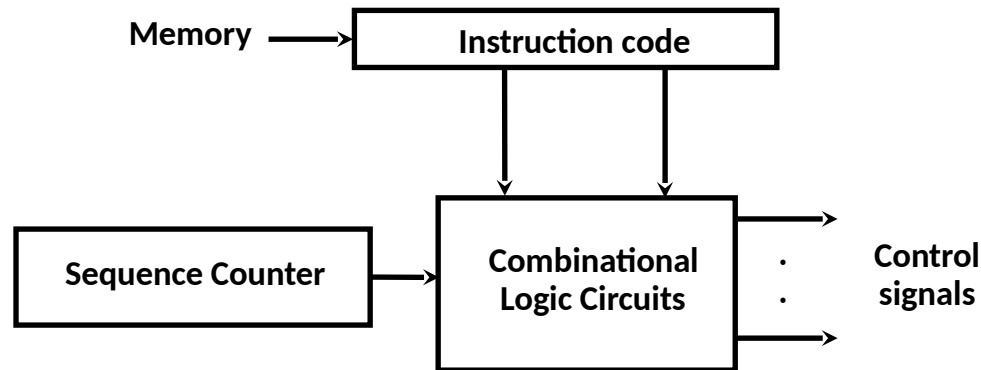 Memory
Instruction code
Sequence Counter
Combinational
Logic Circuits
Control
signals